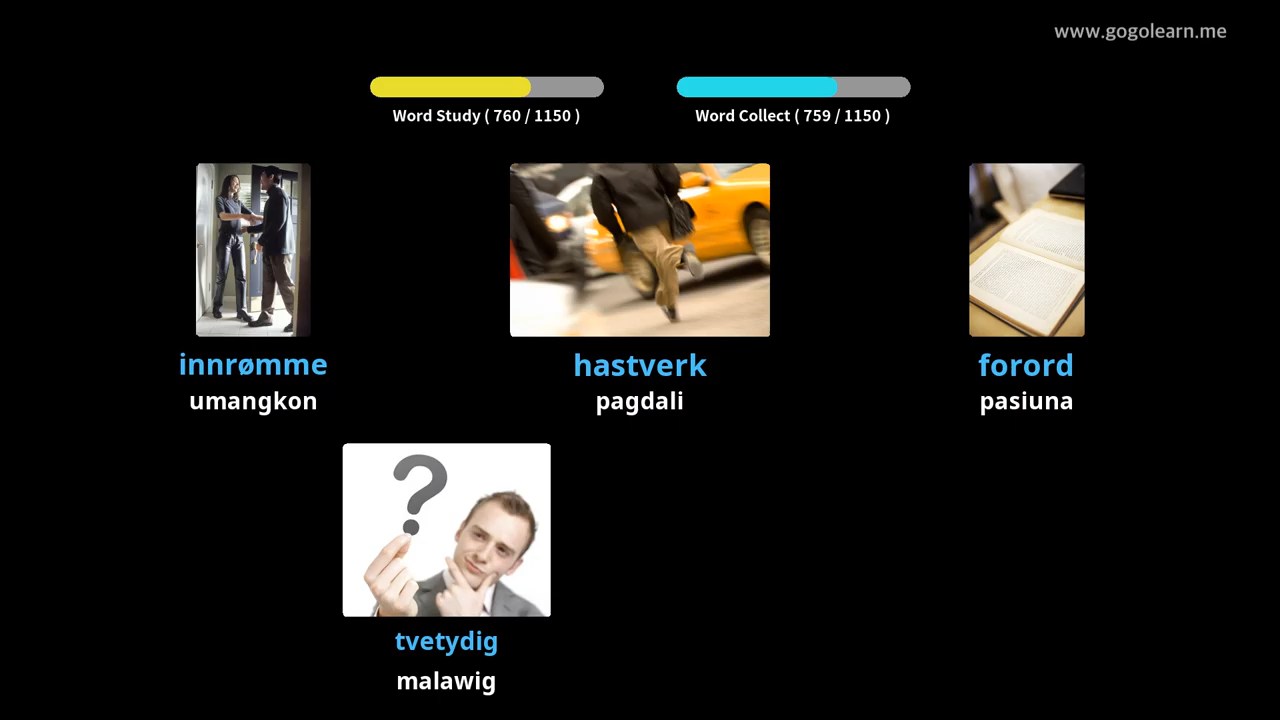 www.gogolearn.me
Word Study ( 760 / 1150 )
Word Collect ( 759 / 1150 )
innrømme
umangkon
hastverk
pagdali
forord
pasiuna
tvetydig
malawig